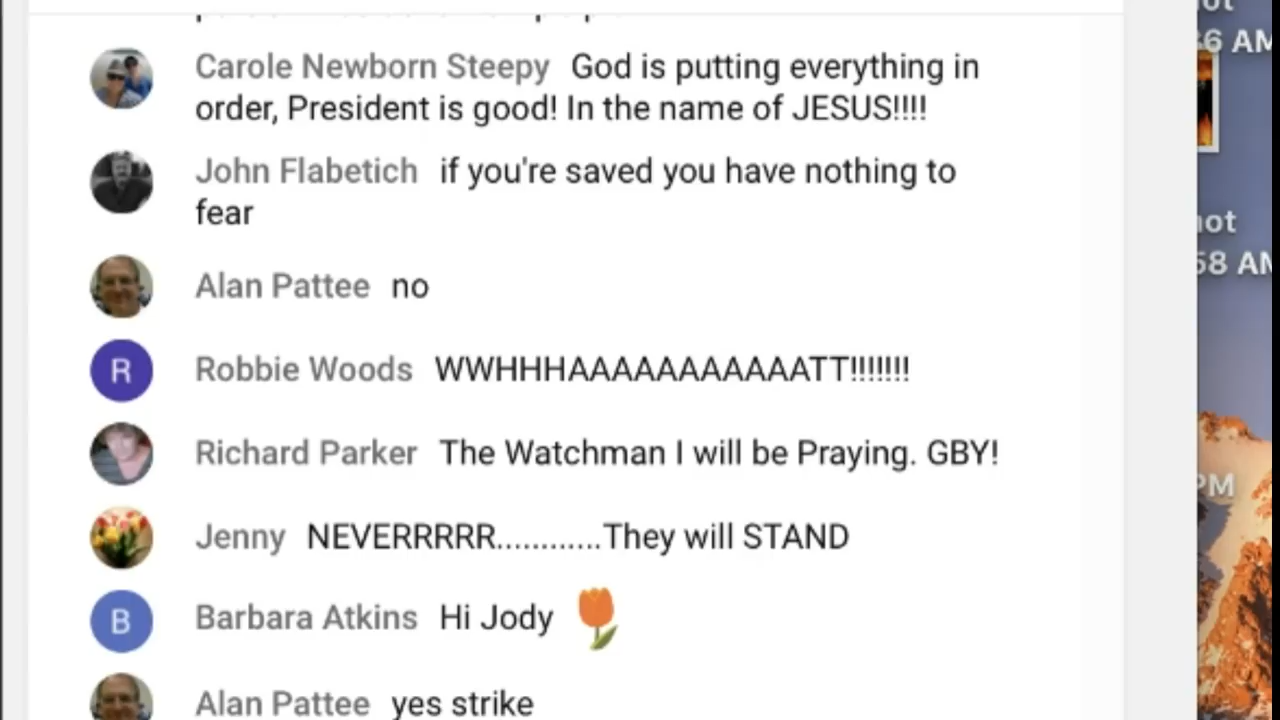 Carole Newborn Steepy God is putting everything in
order, President is good! In the name of JESUS!!!!
John Flabetich if you're saved you have nothing to
fear
Alan Pattee no
R
Robbie Woods WWHHHAAAAAAAAAAATT!!!!!!!
Richard Parker The Watchman I will be Praying. GBY!
Jenny NEVERRRRR............They will STAND
B
Barbara Atkins Hi Jody
Alan Pattee yes strike
PM